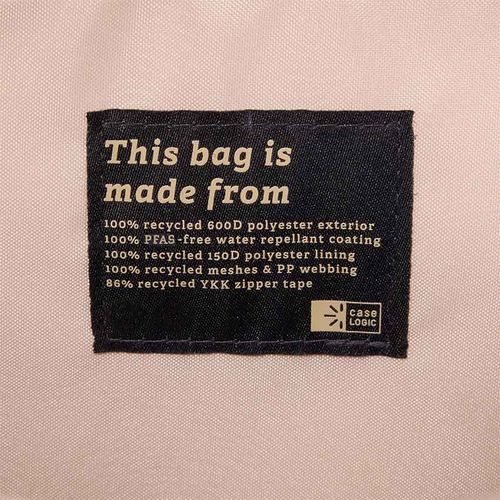 This bag is
made from
100% recycled 600D polyester exterior
100% PFAS-free water repellant coating
100% recycled 150D polyester lining
100% recycled meshes & PP webbing
86% recycled YKK zipper tape
case
LOGIC